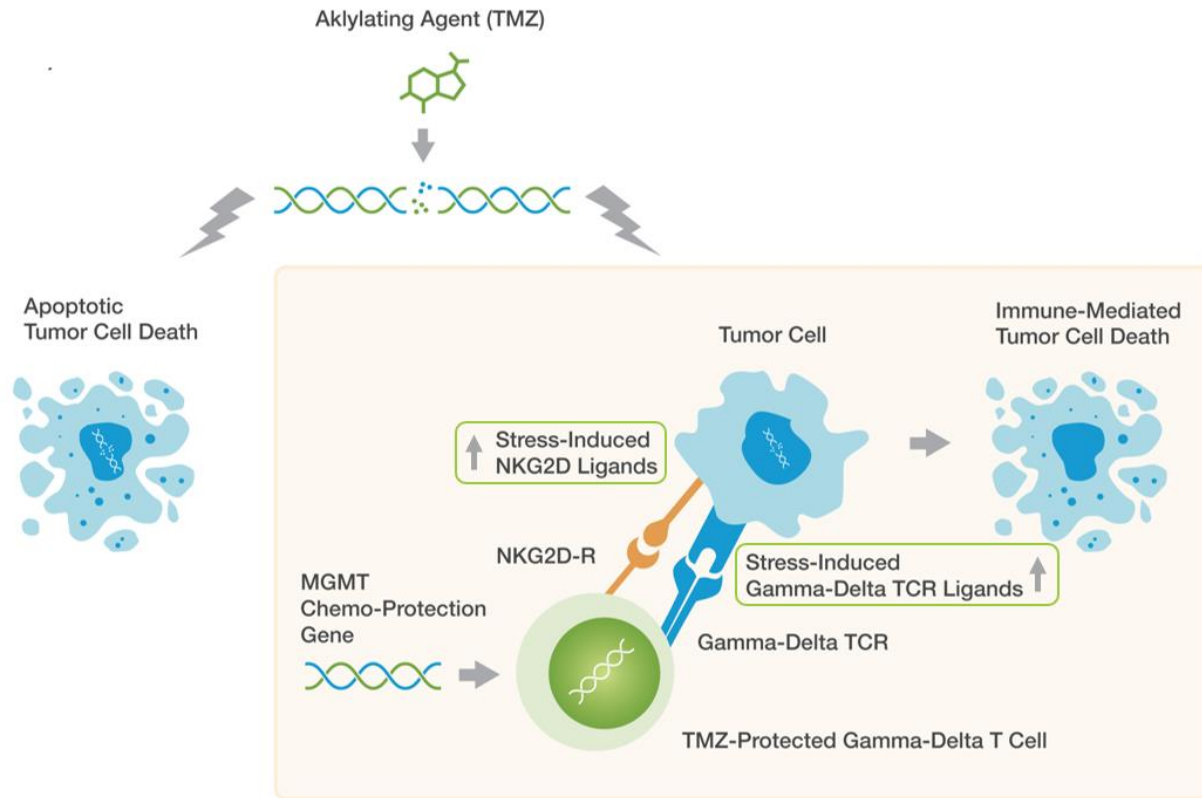 Aklylating Agent (TMZ)
Apoptotic
Tumor Cell Death
Tumor Cell
Immune-Mediated
Tumor Cell Death
Stress-Induced
NKG2D Ligands
NKG2D-R
Stress-Induced
Gamma-Delta TCR Ligands
MGMT
Chemo-Protection
Gene
Gamma-Delta TCR
TMZ-Protected Gamma-Delta T Cell